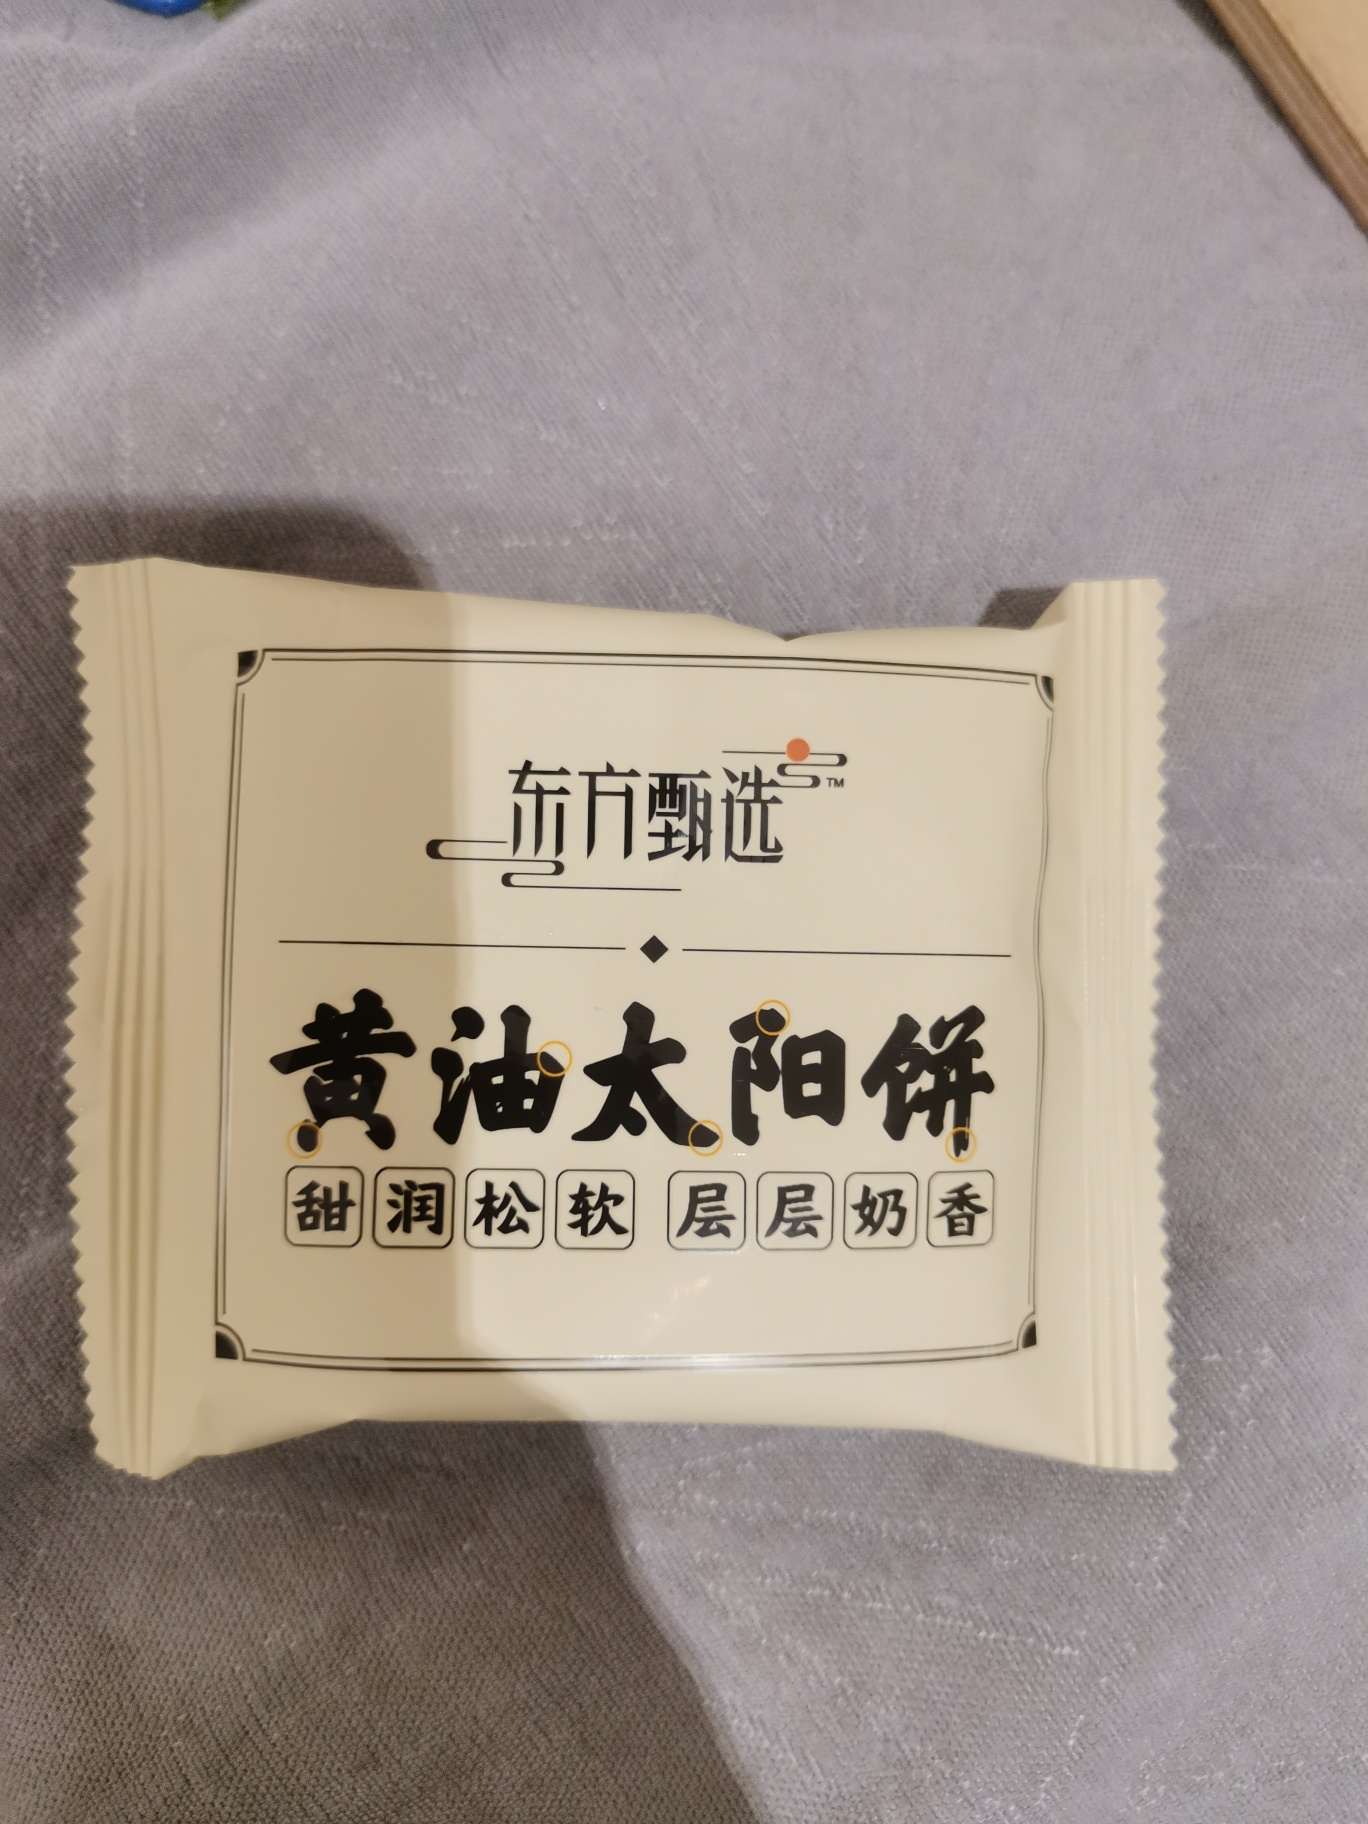 东方甄选™
黄油太阳饼
甜润松软 层层奶香